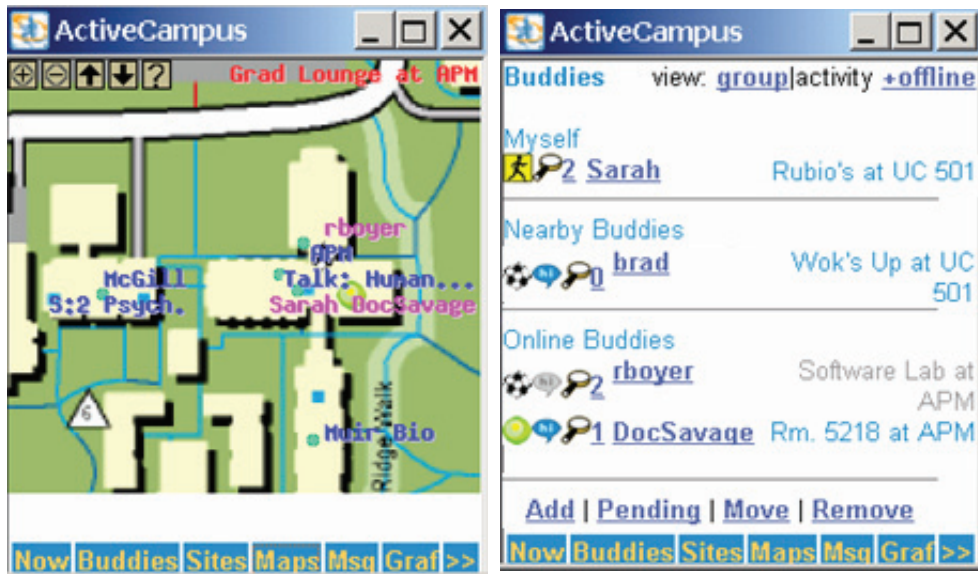 ActiveCampus
Grad Lounge at APM
rboyer
APM
McGill
Talk: Human...
S:2 Psych.
Sarah DocSavage
6
Muir Bio
Ridge Walk
Now Buddies Sites Maps Msg Graf >>
ActiveCampus
Buddies view: group|activity +offline
Myself
2 Sarah Rubio's at UC 501
Nearby Buddies
hi 0 brad Wok's Up at UC
501
Online Buddies
hi 2 rboyer Software Lab at
APM
hi 1 DocSavage Rm. 5218 at APM
Add | Pending | Move | Remove
Now Buddies Sites Maps Msg Graf >>